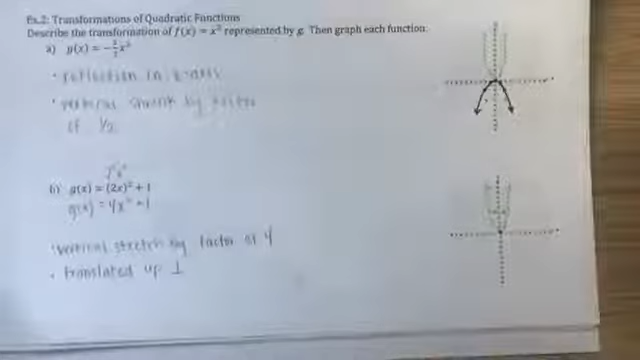 Ex.2: Transformations of Quadratic Functions
Describe the transformation of f(x) = x² represented by g. Then graph each function:
a) g(x) = −½x²
· reflection in x-axis
· vertical shrink by factor
of 1/2
b) g(x) = (2x)² + 1
g(x) = 4x² + 1
· vertical stretch by factor of 4
· translated up 1